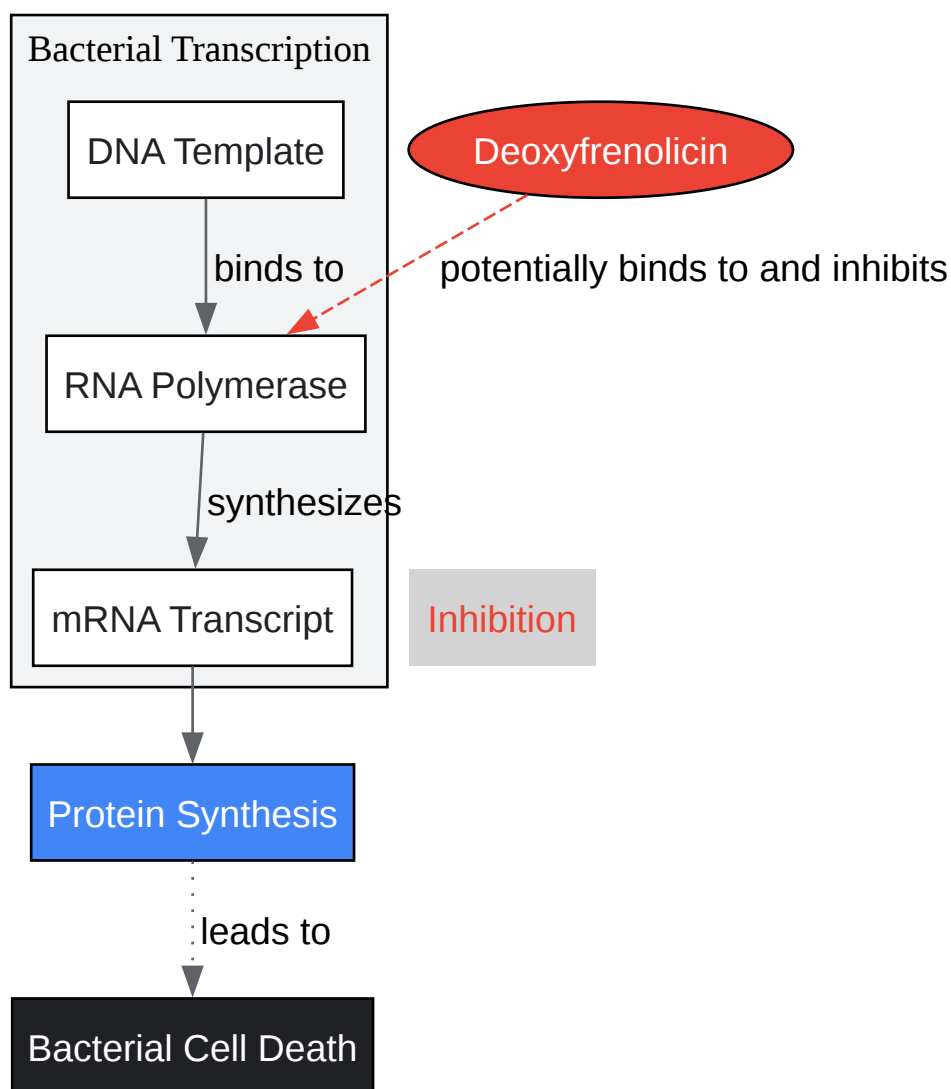 Bacterial Transcription
DNA Template
Deoxyfrenolicin
binds to
potentially binds to and inhibits
RNA Polymerase
synthesizes
mRNA Transcript
Inhibition
Protein Synthesis
leads to
Bacterial Cell Death